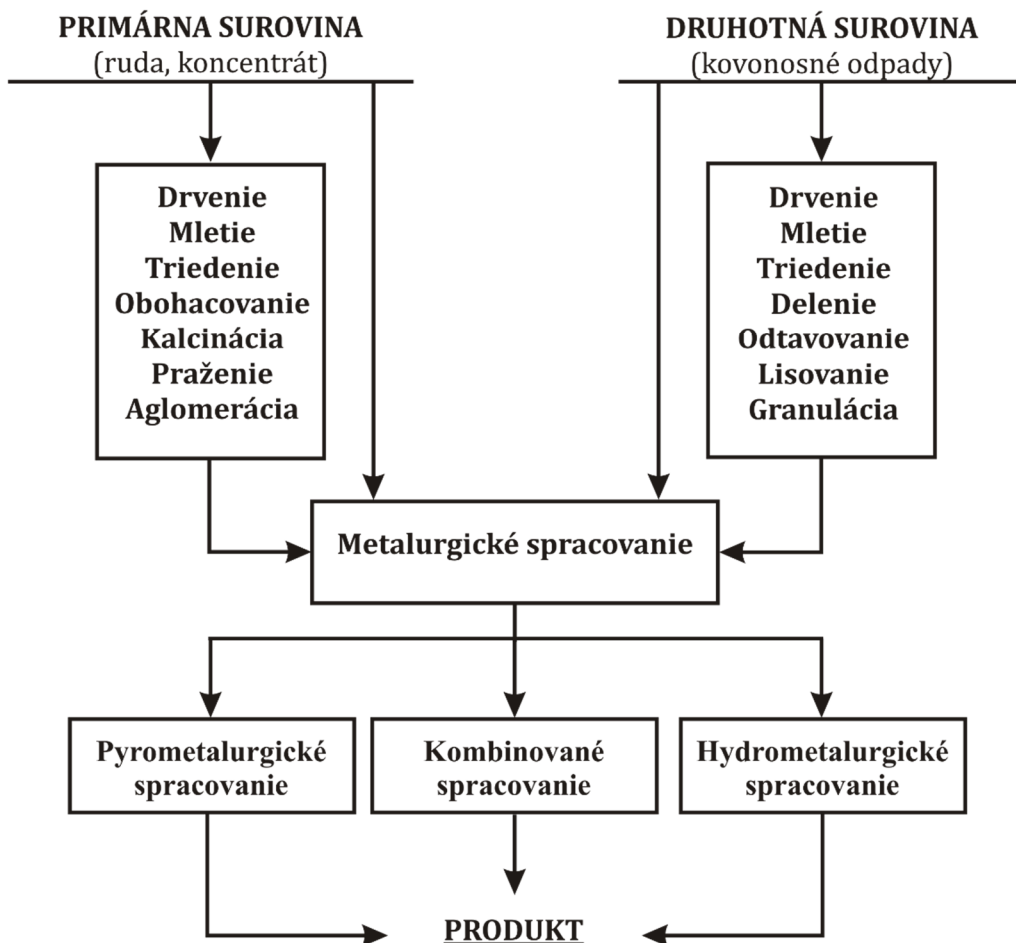 PRIMÁRNA SUROVINA
(ruda, koncentrát)
DRUHOTNÁ SUROVINA
(kovonosné odpady)
Drvenie
Mletie
Triedenie
Obohacovanie
Kalcinácia
Praženie
Aglomerácia
Drvenie
Mletie
Triedenie
Delenie
Odtavovanie
Lisovanie
Granulácia
Metalurgické spracovanie
Pyrometalurgické
spracovanie
Kombinované
spracovanie
Hydrometalurgické
spracovanie
PRODUKT